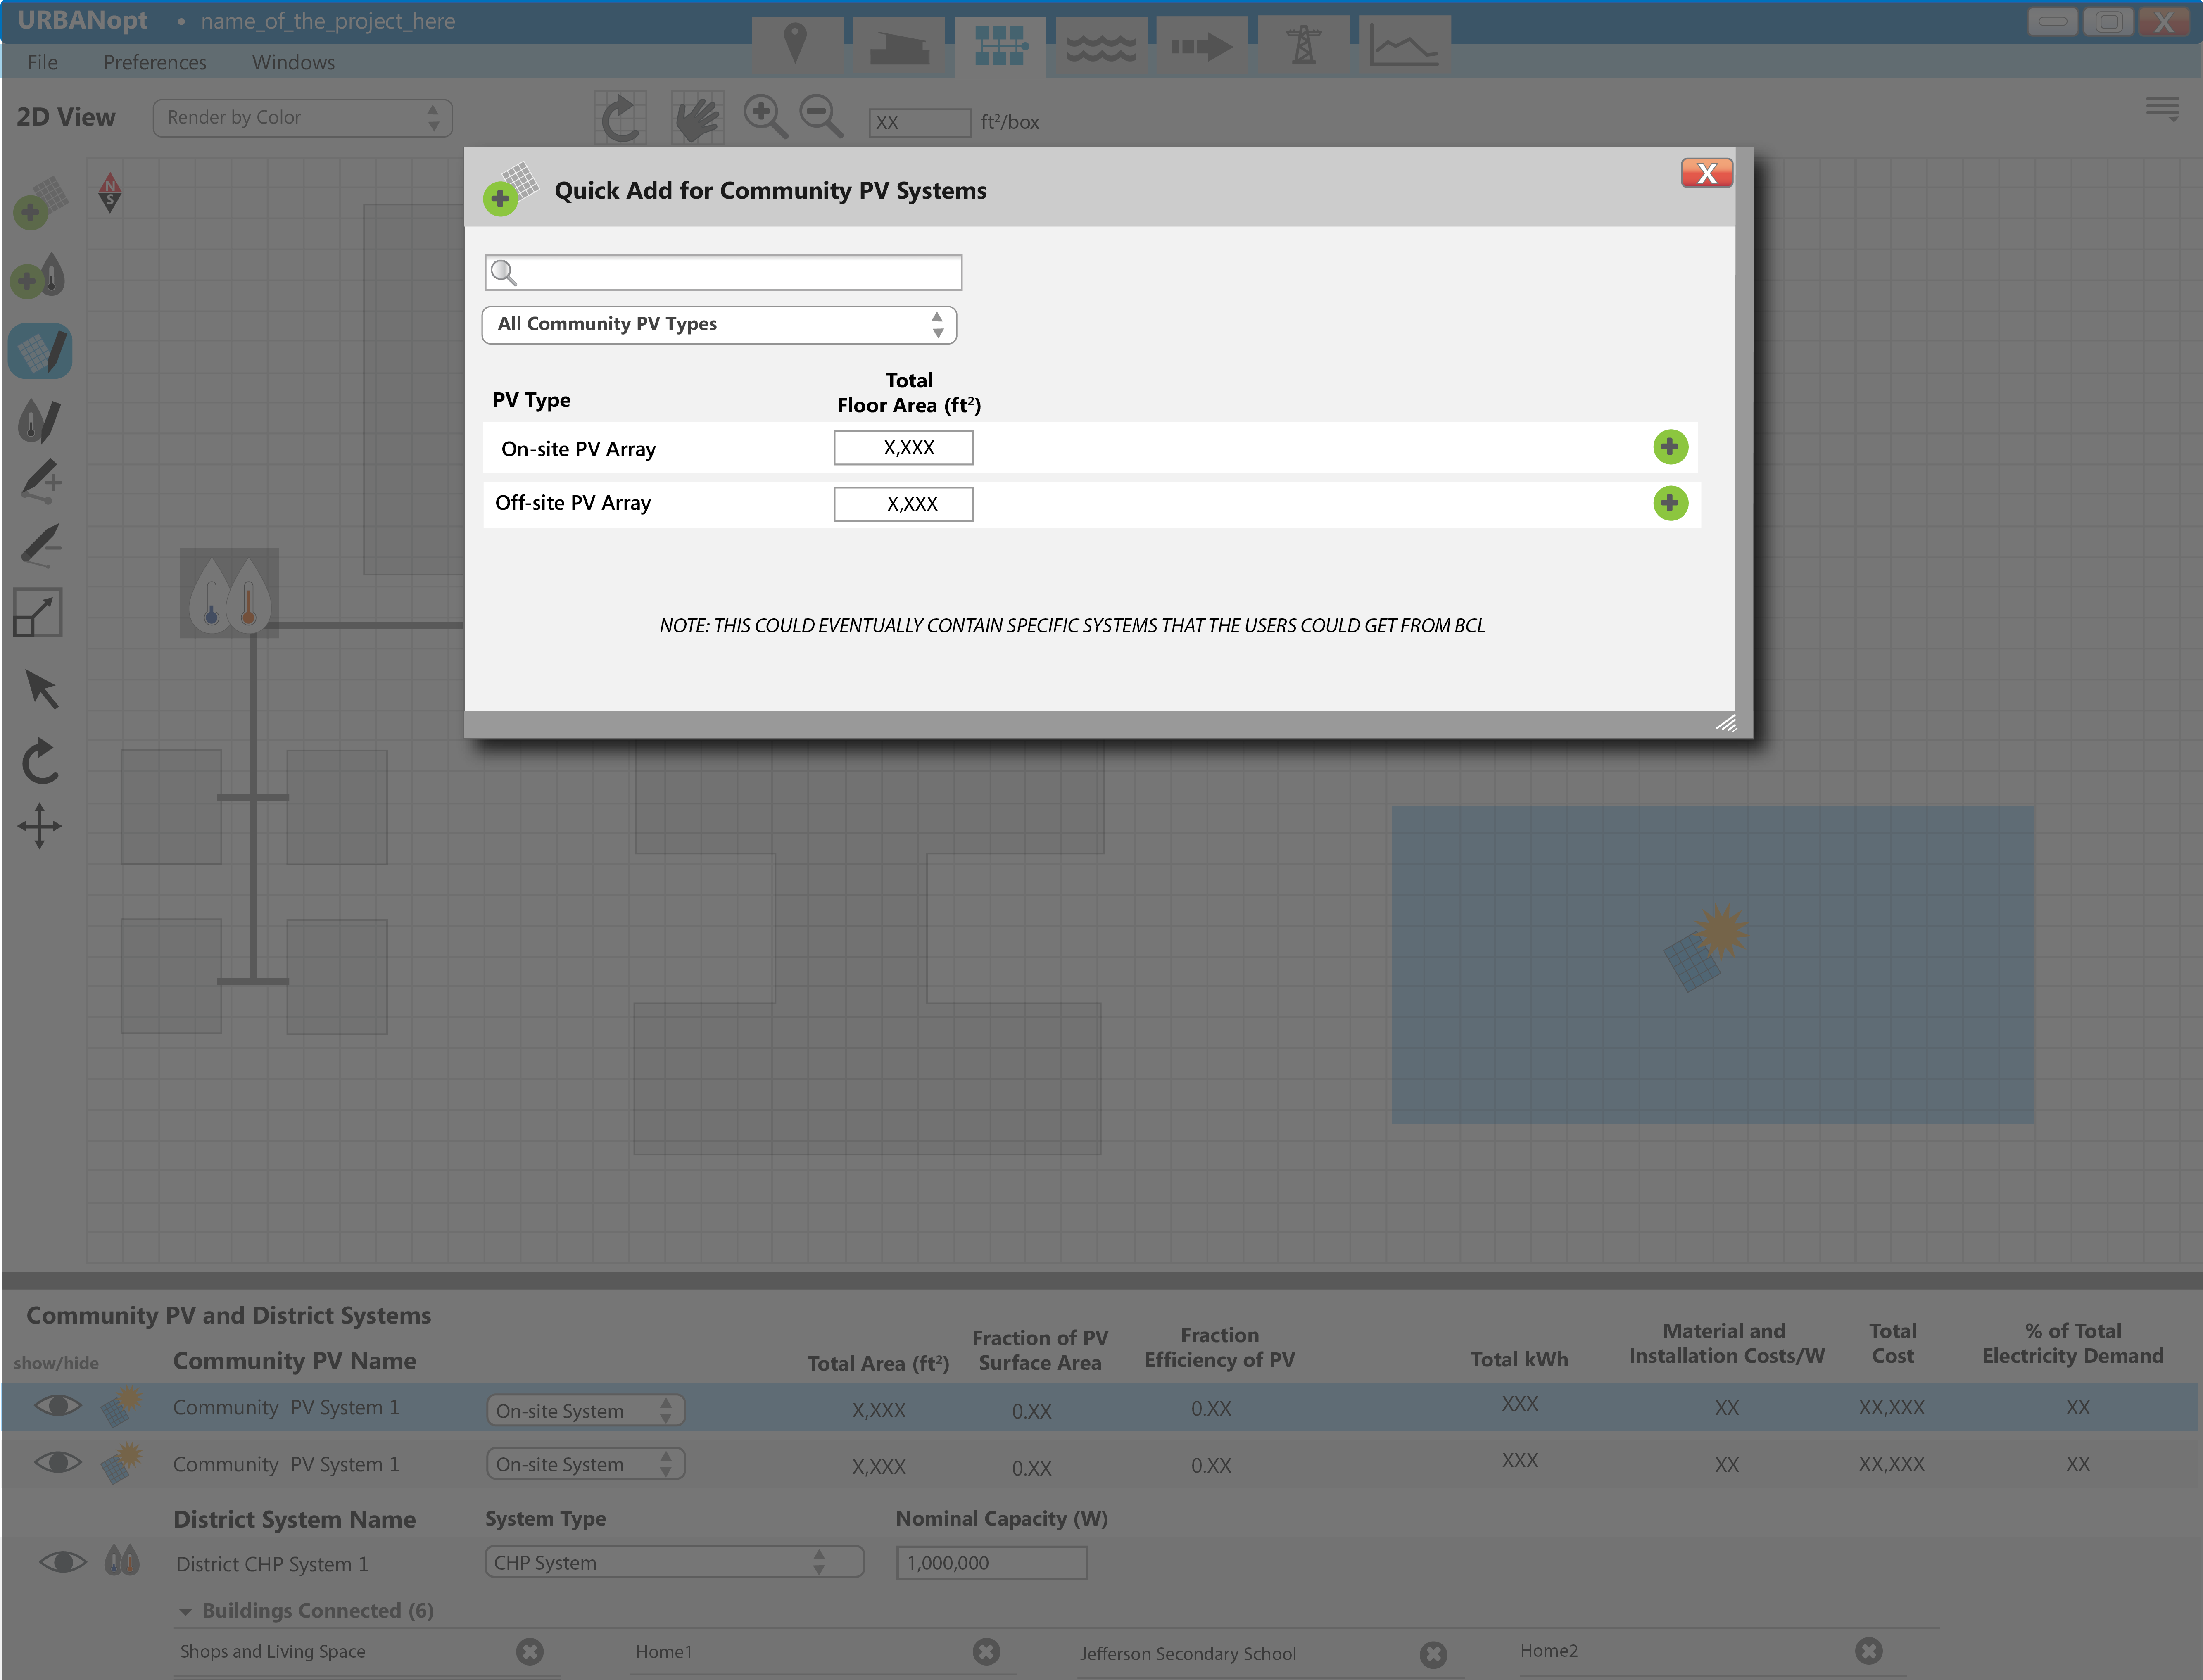 URBANopt • name_of_the_project_here
X
File Preferences Windows
2D View Render by Color XX ft²/box
N
S
Quick Add for Community PV Systems
X
All Community PV Types
PV Type
Total
Floor Area (ft²)
On-site PV Array X,XXX
Off-site PV Array X,XXX
NOTE: THIS COULD EVENTUALLY CONTAIN SPECIFIC SYSTEMS THAT THE USERS COULD GET FROM BCL
Community PV and District Systems
show/hide Community PV Name
Total Area (ft²)
Fraction of PV
Surface Area
Fraction
Efficiency of PV
Total kWh
Material and
Installation Costs/W
Total
Cost
% of Total
Electricity Demand
Community PV System 1 On-site System X,XXX 0.XX 0.XX XXX XX XX,XXX XX
Community PV System 1 On-site System X,XXX 0.XX 0.XX XXX XX XX,XXX XX
District System Name System Type Nominal Capacity (W)
District CHP System 1 CHP System 1,000,000
Buildings Connected (6)
Shops and Living Space Home1 Jefferson Secondary School Home2